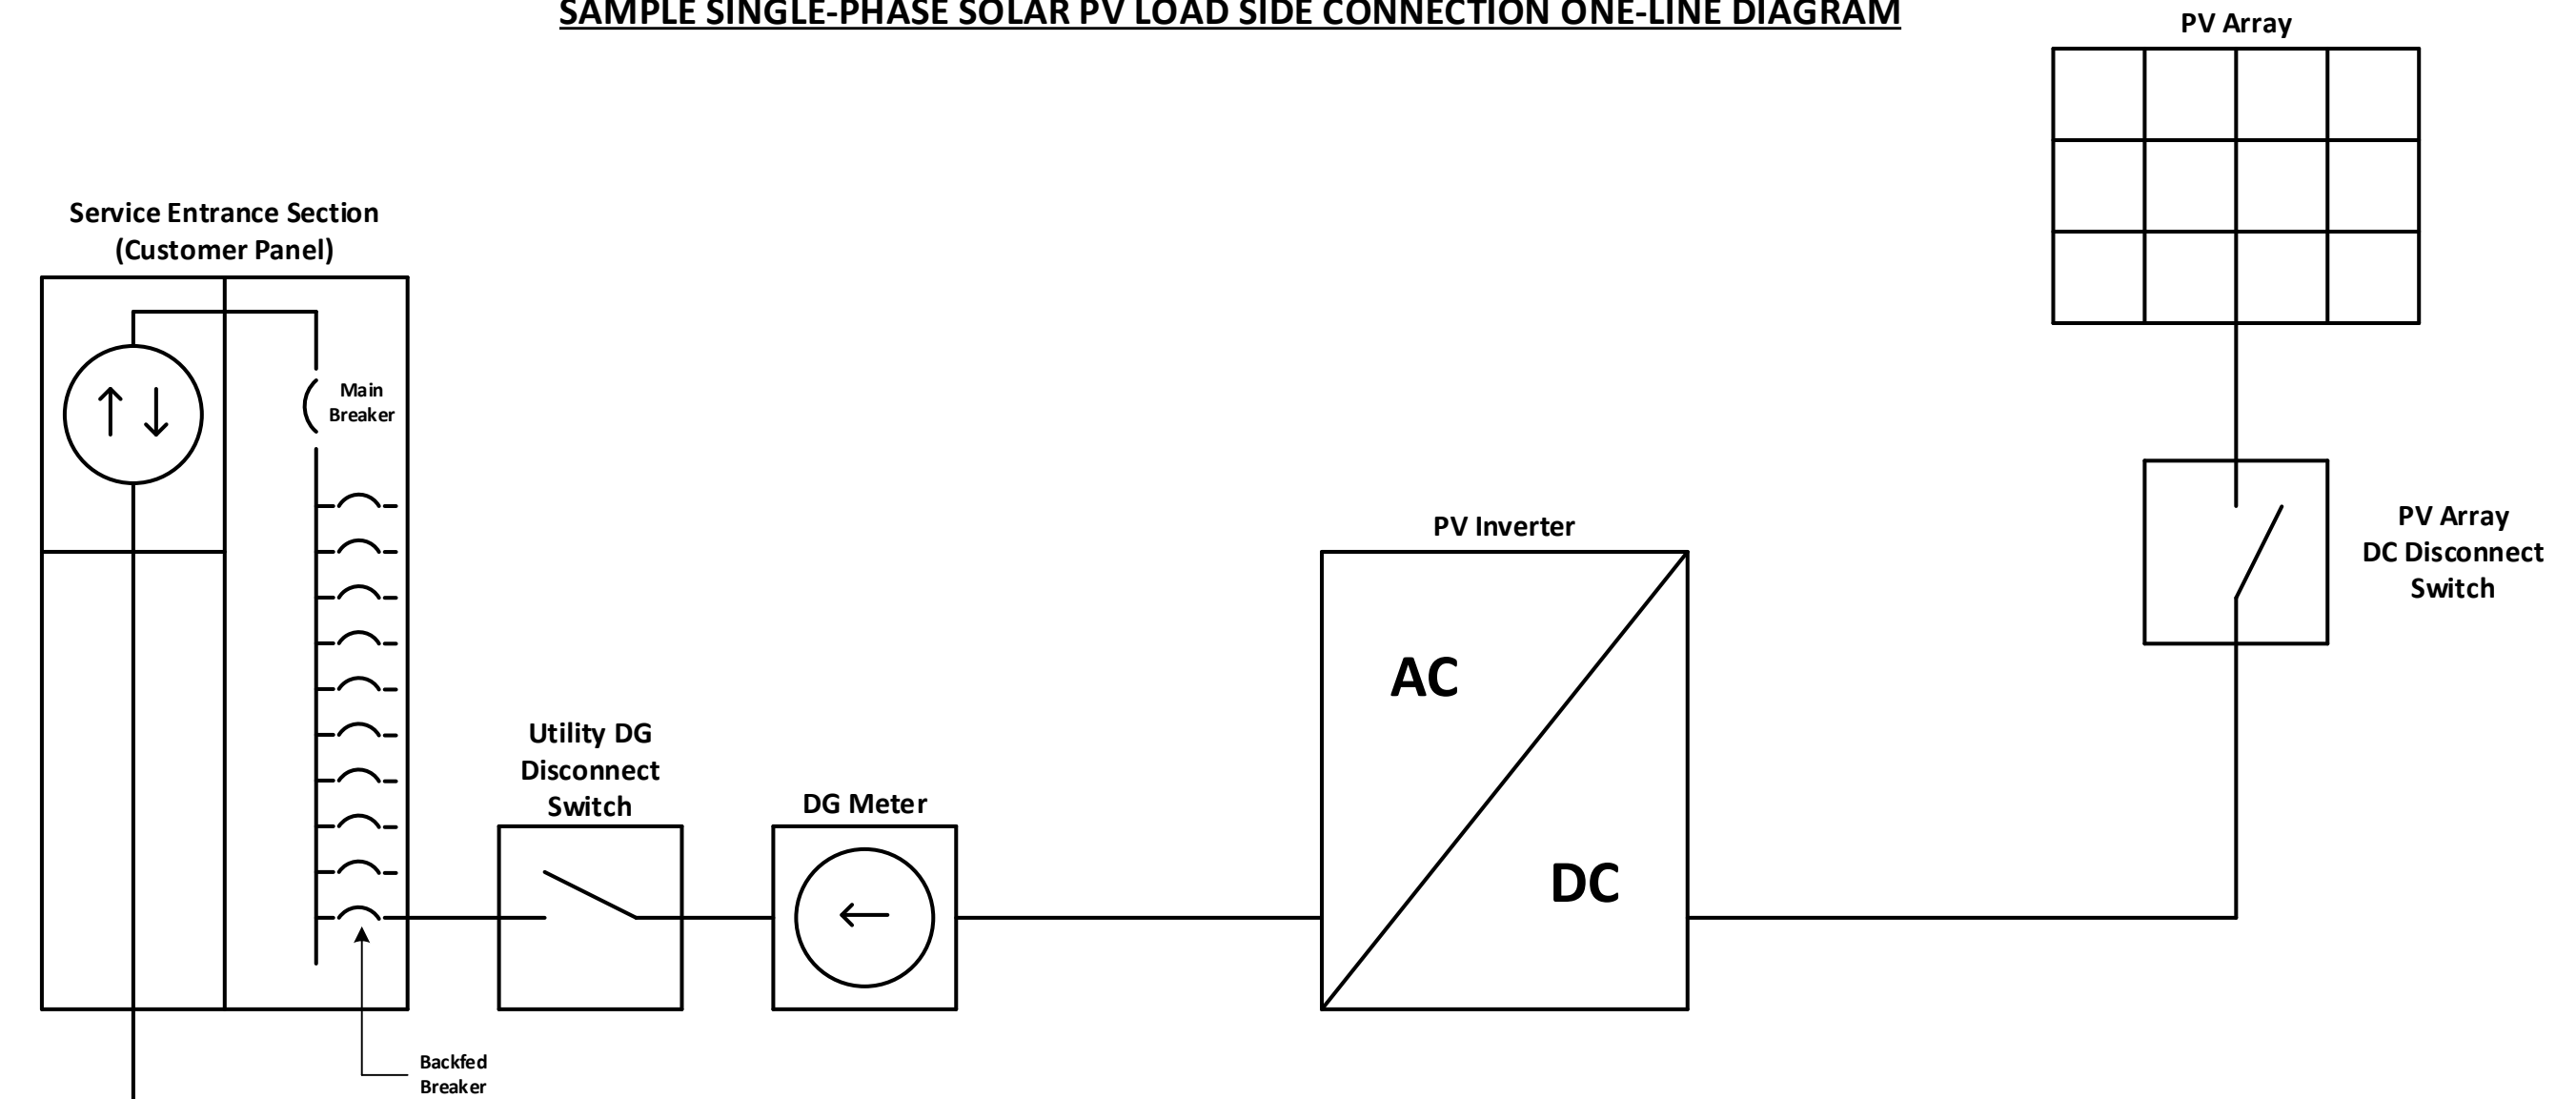 SAMPLE SINGLE-PHASE SOLAR PV LOAD SIDE CONNECTION ONE-LINE DIAGRAM
PV Array
Service Entrance Section
(Customer Panel)
Main
Breaker
PV Inverter
AC
DC
PV Array
DC Disconnect
Switch
Utility DG
Disconnect
Switch
DG Meter
Backfed
Breaker